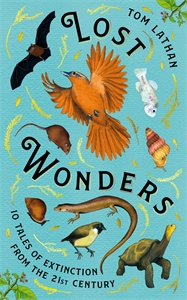 TOM LATHAN
LOST
WONDERS
10 TALES OF EXTINCTION
FROM THE 21ST CENTURY